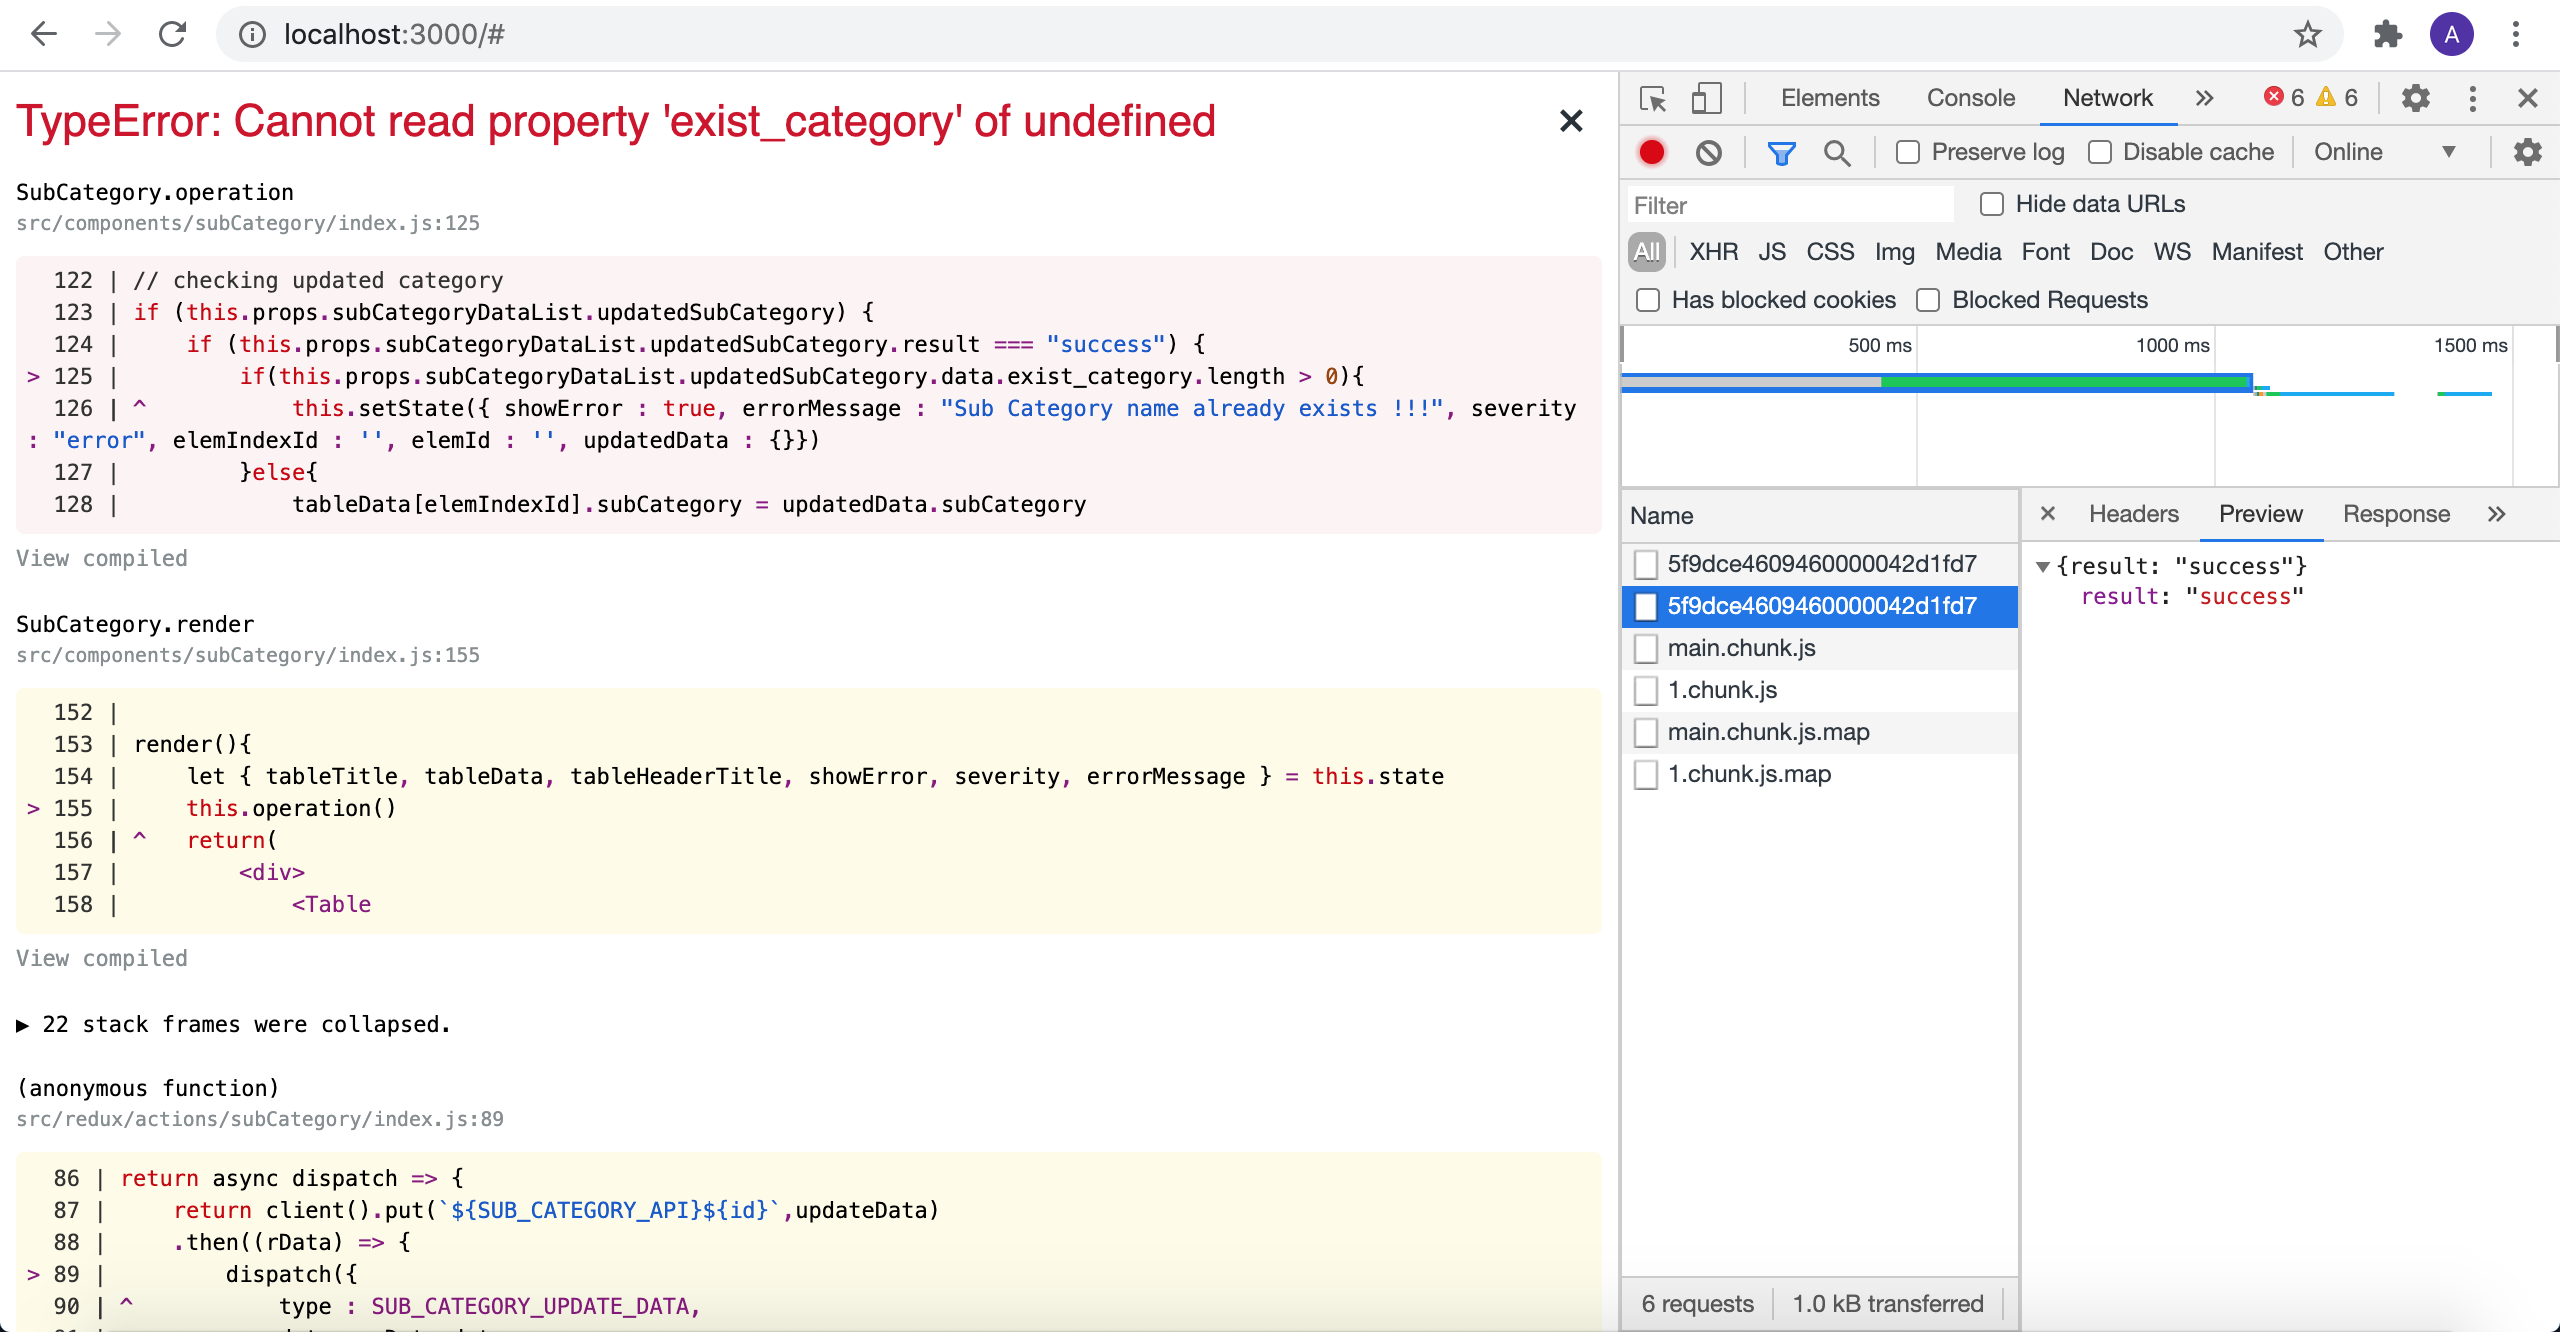 localhost:3000/#
A
TypeError: Cannot read property 'exist_category' of undefined
SubCategory.operation
src/components/subCategory/index.js:125
122 | // checking updated category
123 | if (this.props.subCategoryDataList.updatedSubCategory) {
124 |     if (this.props.subCategoryDataList.updatedSubCategory.result === "success") {
> 125 |         if(this.props.subCategoryDataList.updatedSubCategory.data.exist_category.length > 0){
126 | ^           this.setState({ showError : true, errorMessage : "Sub Category name already exists !!!", severity
: "error", elemIndexId : '', elemId : '', updatedData : {}})
127 |         }else{
128 |             tableData[elemIndexId].subCategory = updatedData.subCategory
View compiled
SubCategory.render
src/components/subCategory/index.js:155
152 |
153 | render(){
154 |     let { tableTitle, tableData, tableHeaderTitle, showError, severity, errorMessage } = this.state
> 155 |     this.operation()
156 | ^   return(
157 |         <div>
158 |             <Table
View compiled
▶ 22 stack frames were collapsed.
(anonymous function)
src/redux/actions/subCategory/index.js:89
86 | return async dispatch => {
87 |     return client().put(`${SUB_CATEGORY_API}${id}`,updateData)
88 |     .then((rData) => {
> 89 |         dispatch({
90 | ^           type : SUB_CATEGORY_UPDATE_DATA,
Elements Console Network » 6 6
Preserve log Disable cache Online
Filter Hide data URLs
All XHR JS CSS Img Media Font Doc WS Manifest Other
Has blocked cookies Blocked Requests
500 ms 1000 ms 1500 ms
Name
5f9dce4609460000042d1fd7
5f9dce4609460000042d1fd7
main.chunk.js
1.chunk.js
main.chunk.js.map
1.chunk.js.map
6 requests 1.0 kB transferred
× Headers Preview Response »
▼{result: "success"}
result: "success"